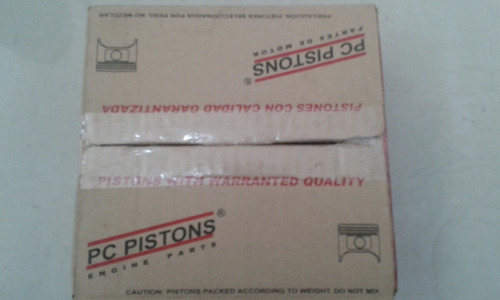 PRECAUCION: PISTONES SELECCIONADOS POR PESO, NO MEZCLAR
PC PISTONS®
PARTES DE MOTOR
PISTONES CON CALIDAD GARANTIZADA
PISTONS WITH WARRANTED QUALITY
PC PISTONS®
ENGINE PARTS
CAUTION: PISTONS PACKED ACCORDING TO WEIGHT. DO NOT MIX